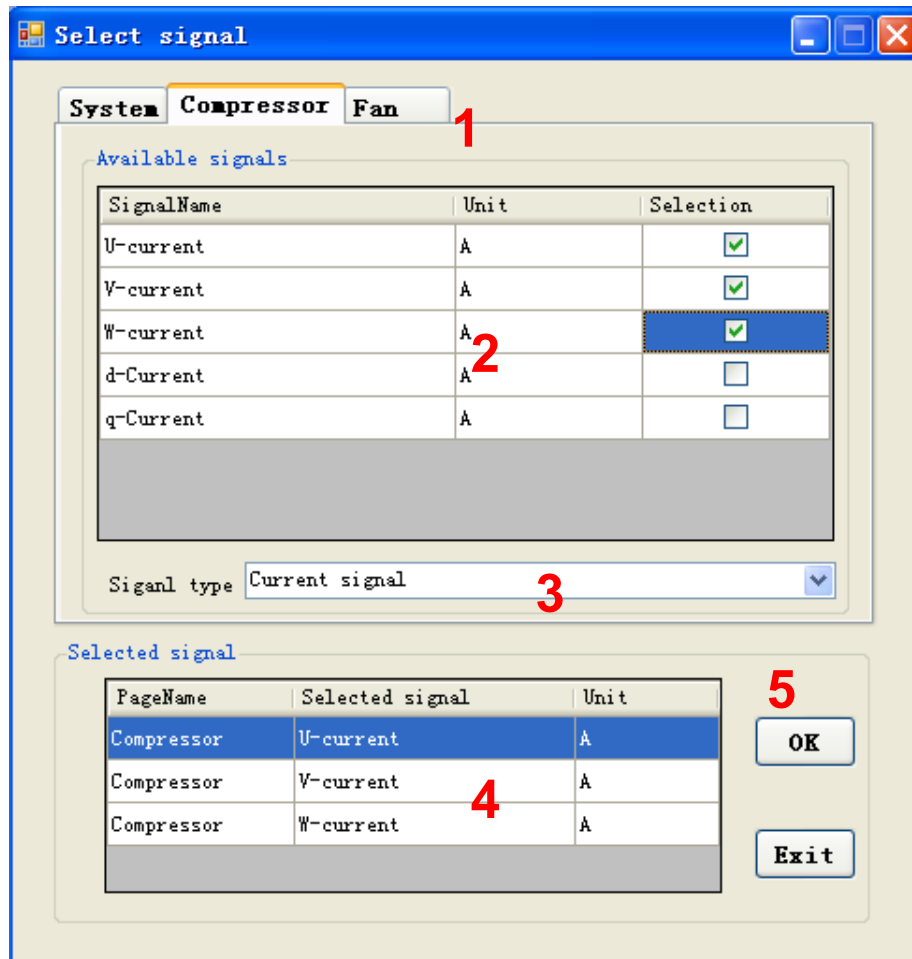 Select signal
System Compressor Fan
1
Available signals
SignalName Unit Selection
U-current A
V-current A
W-current A
2
d-Current A
q-Current A
Siganl type Current signal
3
Selected signal
PageName Selected signal Unit
5
Compressor U-current A
OK
Compressor V-current A
4
Compressor W-current A
Exit